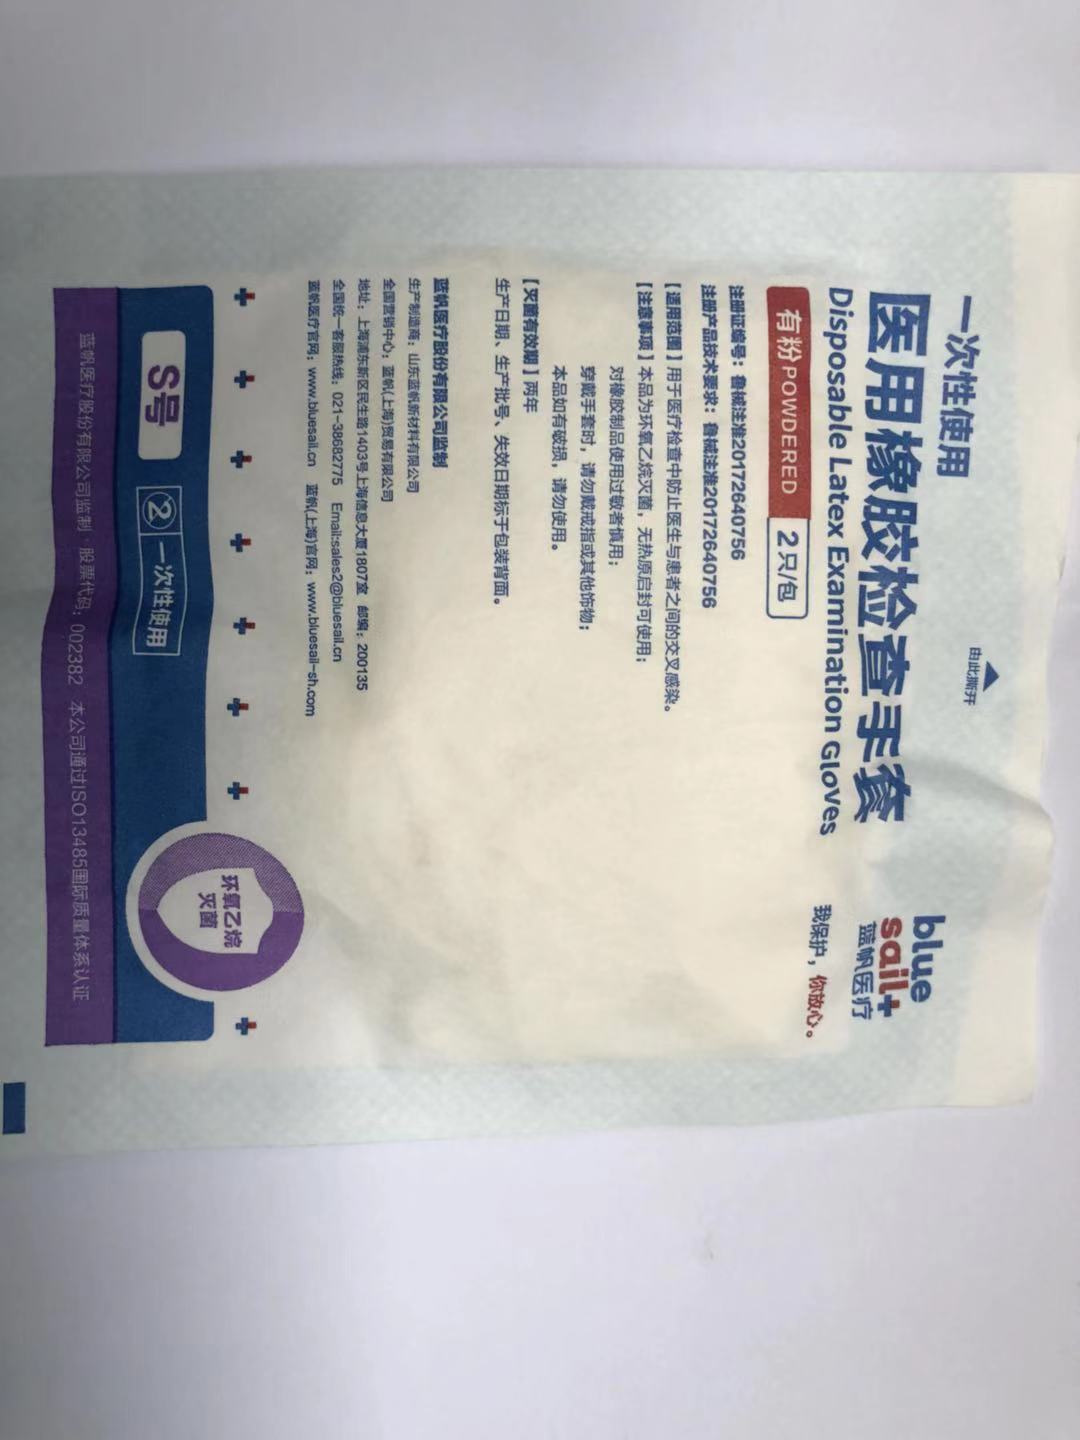 由此撕开
一次性使用
医用橡胶检查手套
Disposable Latex Examination Gloves
blue
sail+
蓝帆医疗
我保护，你放心。
有粉POWDERED
2只/包
注册证编号：鲁械注准20172640756
注册产品技术要求：鲁械注准20172640756
【适用范围】用于医疗检查中防止医生与患者之间的交叉感染。
【注意事项】本品为环氧乙烷灭菌，无热原启封可使用；
对橡胶制品使用过敏者慎用；
穿戴手套时，请勿戴戒指或其他饰物；
本品如有破损，请勿使用。
【灭菌有效期】两年
生产日期、生产批号、失效日期标于包装背面。
蓝帆医疗股份有限公司监制
生产制造商：山东蓝帆新材料有限公司
全国营销中心：蓝帆(上海)贸易有限公司
地址：上海浦东新区民生路1403号上海信息大厦1807室 邮编：200135
全国统一客服热线：021-38682775 Email:sales2@bluesail.cn
蓝帆医疗官网：www.bluesail.cn 蓝帆(上海)官网：www.bluesail-sh.com
环氧乙烷
灭菌
S号
② 一次性使用
蓝帆医疗股份有限公司监制·股票代码：002382 本公司通过ISO13485国际质量体系认证